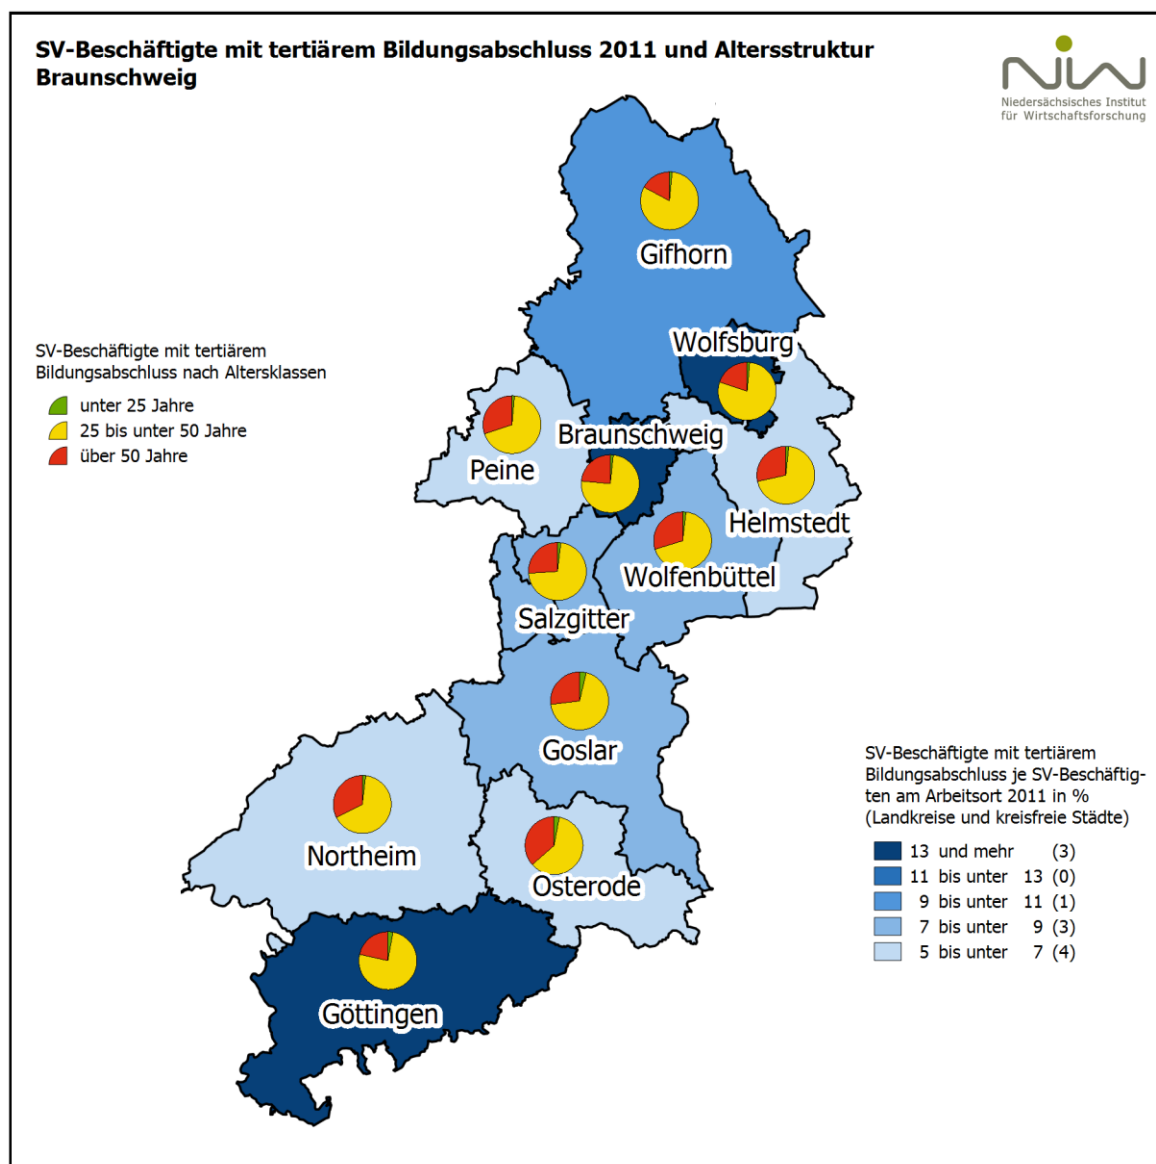 SV-Beschäftigte mit tertiärem Bildungsabschluss 2011 und Altersstruktur
Braunschweig
NIW
Niedersächsisches Institut
für Wirtschaftsforschung
Gifhorn
Wolfsburg
SV-Beschäftigte mit tertiärem
Bildungsabschluss nach Altersklassen
unter 25 Jahre
25 bis unter 50 Jahre
über 50 Jahre
Braunschweig
Peine
Helmstedt
Wolfenbüttel
Salzgitter
Goslar
Northeim
Osterode
Göttingen
SV-Beschäftigte mit tertiärem
Bildungsabschluss je SV-Beschäftig-
ten am Arbeitsort 2011 in %
(Landkreise und kreisfreie Städte)
13 und mehr (3)
11 bis unter 13 (0)
9 bis unter 11 (1)
7 bis unter 9 (3)
5 bis unter 7 (4)